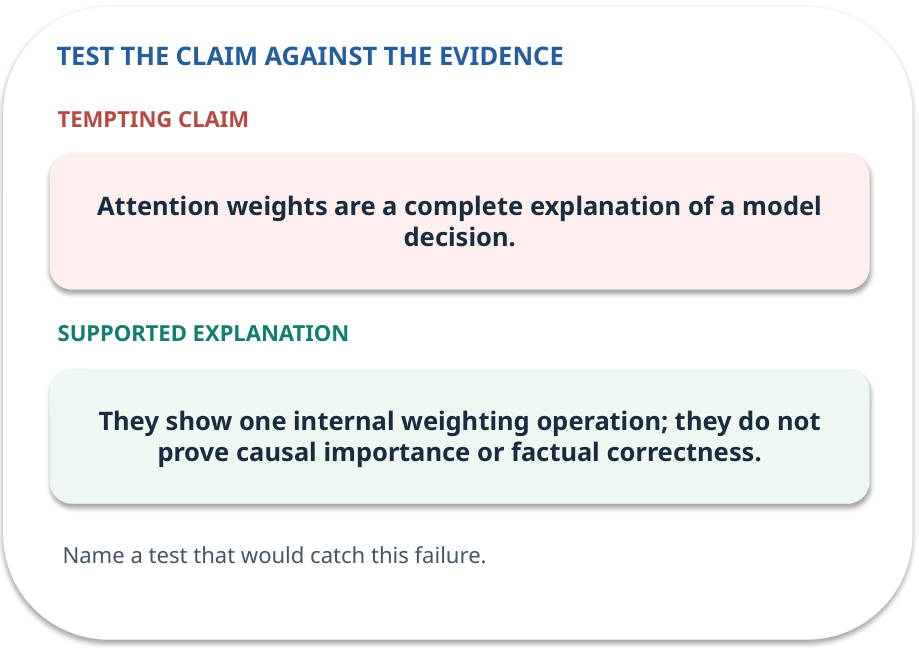 TEST THE CLAIM AGAINST THE EVIDENCE
TEMPTING CLAIM
Attention weights are a complete explanation of a model
decision.
SUPPORTED EXPLANATION
They show one internal weighting operation; they do not
prove causal importance or factual correctness.
Name a test that would catch this failure.